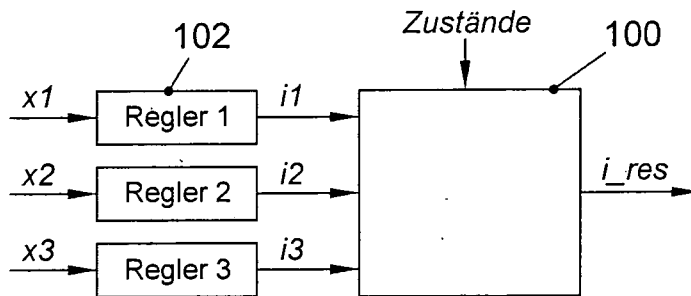 Zustände
102
100
x1
Regler 1
i1
x2
Regler 2
i2
i_res
x3
Regler 3
i3